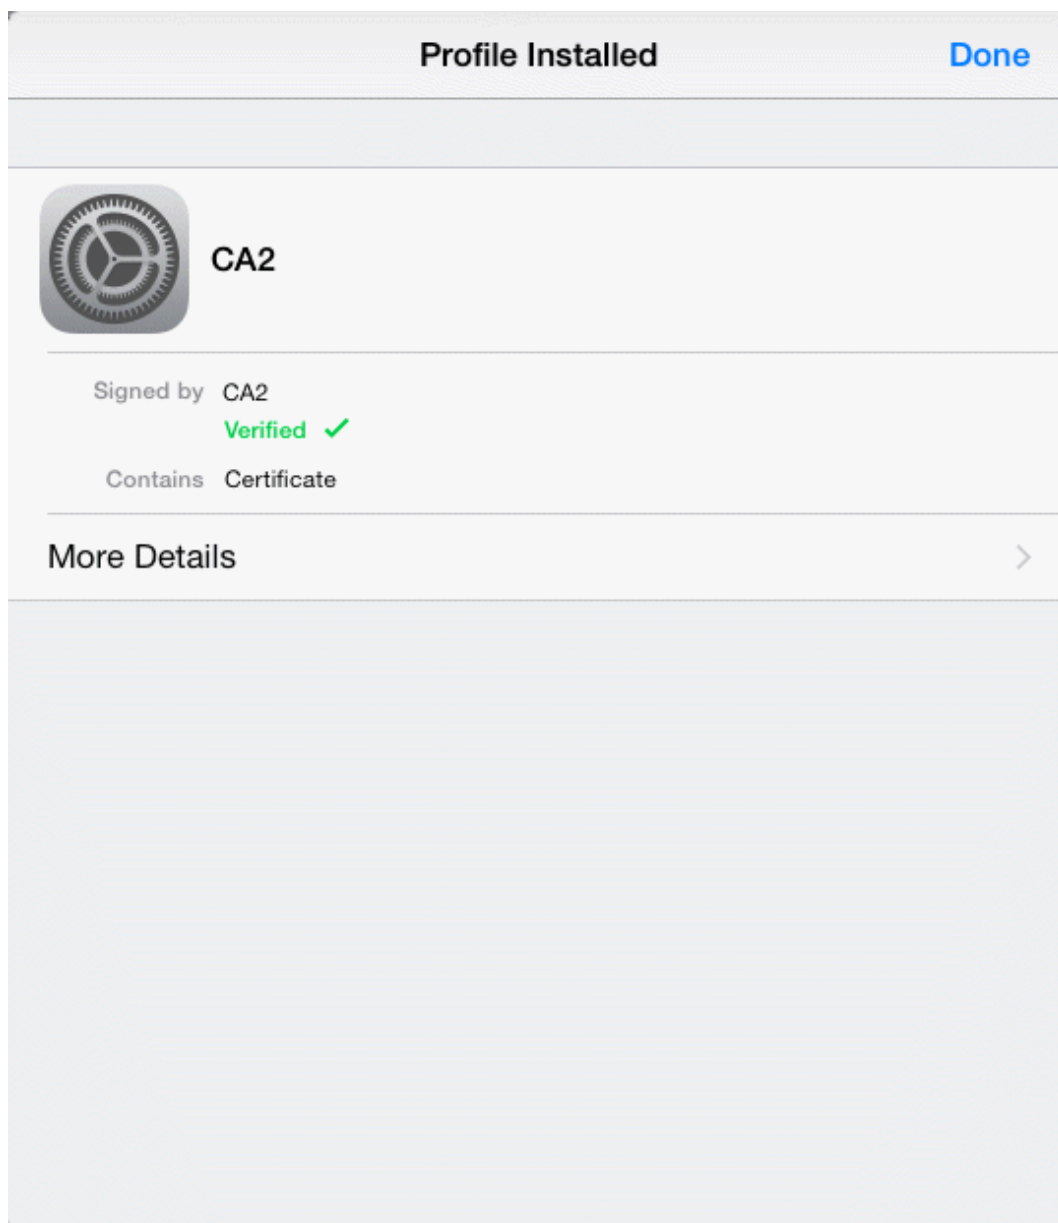 Profile Installed Done
CA2
Signed by CA2
Verified ✓
Contains Certificate
More Details